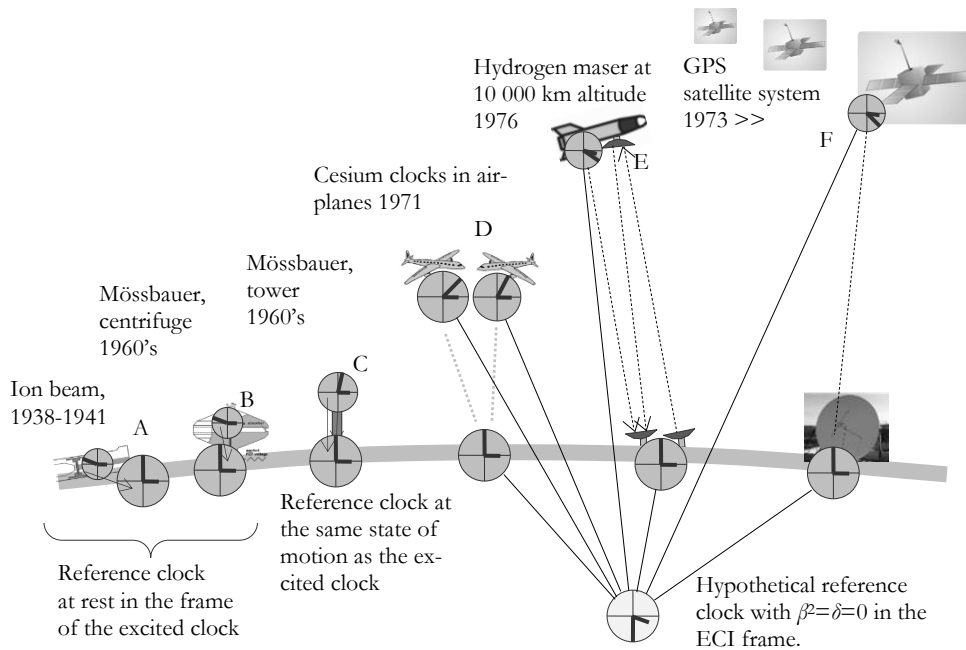 Hydrogen maser at
10 000 km altitude
1976
GPS
satellite system
1973 >>
F
E
Cesium clocks in air-
planes 1971
D
Mössbauer,
tower
1960’s
Mössbauer,
centrifuge
1960’s
C
Ion beam,
1938-1941
A
B
Reference clock at
the same state of
motion as the ex-
cited clock
Reference clock
at rest in the frame
of the excited clock
Hypothetical reference
clock with β²=δ=0 in the
ECI frame.